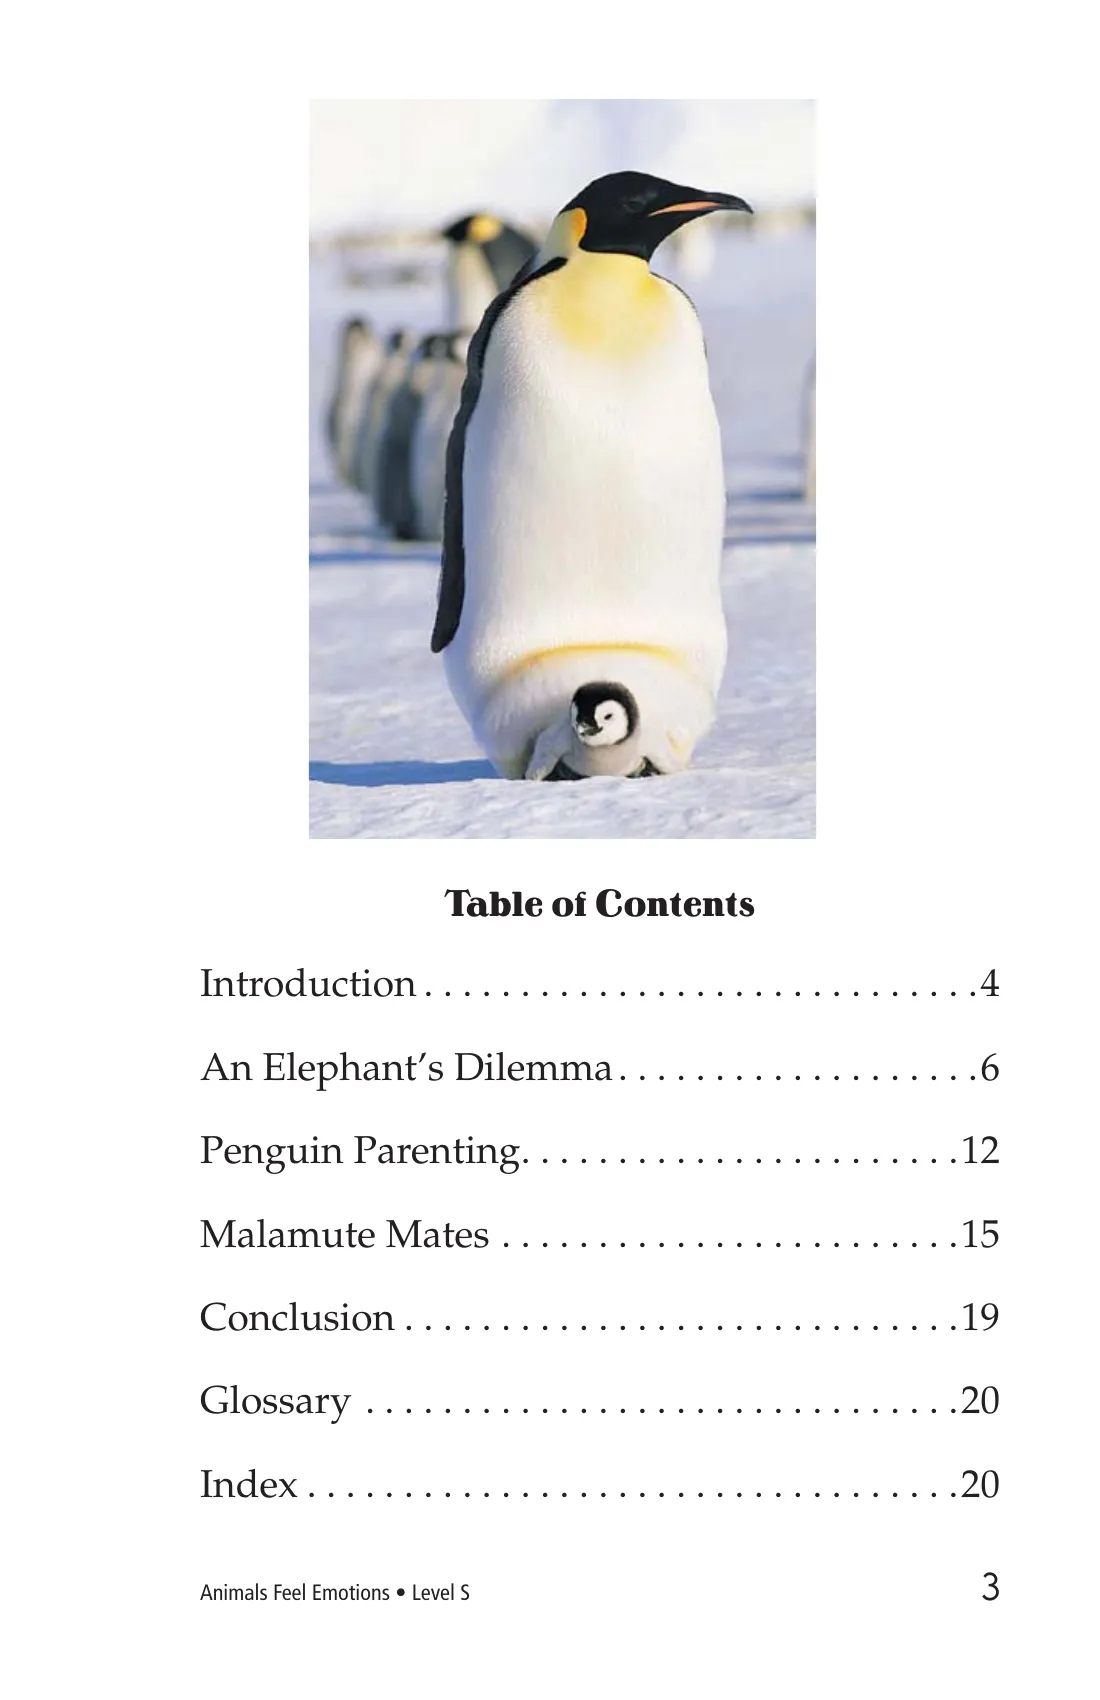 Table of Contents
Introduction . . . . . . . . . . . . . . . . . . . . . . . . . . . . .4
An Elephant’s Dilemma . . . . . . . . . . . . . . . . . . .6
Penguin Parenting. . . . . . . . . . . . . . . . . . . . . . .12
Malamute Mates . . . . . . . . . . . . . . . . . . . . . . . .15
Conclusion . . . . . . . . . . . . . . . . . . . . . . . . . . . . .19
Glossary . . . . . . . . . . . . . . . . . . . . . . . . . . . . . . .20
Index . . . . . . . . . . . . . . . . . . . . . . . . . . . . . . . . . .20
Animals Feel Emotions • Level S 3